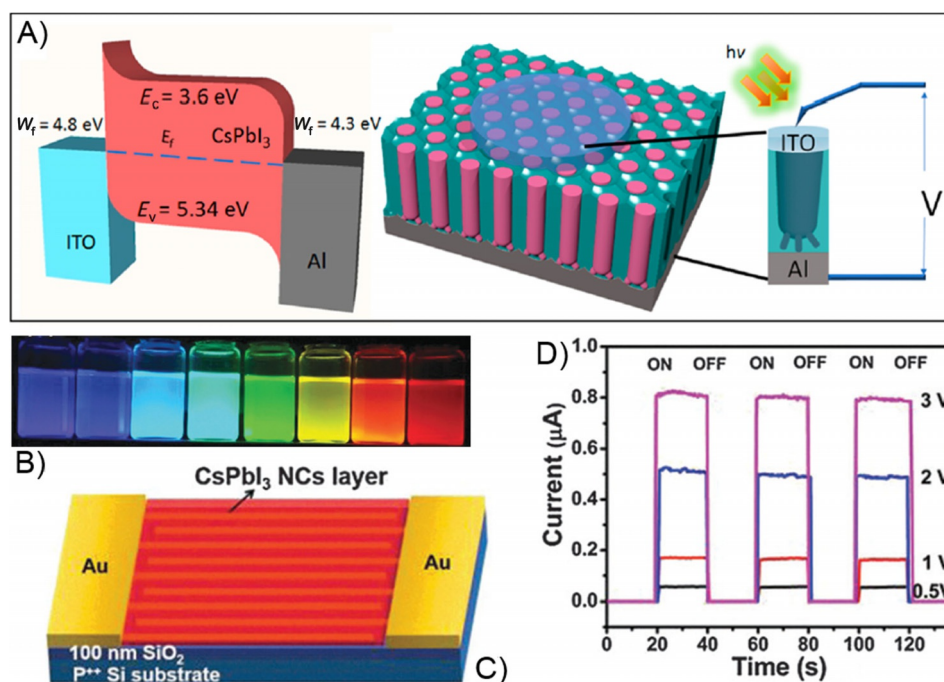 A)
E_c = 3.6 eV
W_f = 4.8 eV
E_f
CsPbI₃
W_f = 4.3 eV
E_v = 5.34 eV
ITO
Al
hν
ITO
Al
V
B)
CsPbI₃ NCs layer
Au
Au
100 nm SiO₂
P⁺⁺ Si substrate
C)
D)
1.0
0.8
0.6
0.4
0.2
0.0
Current (μA)
ON OFF ON OFF ON OFF
3 V
2 V
1 V
0.5V
0 20 40 60 80 100 120
Time (s)